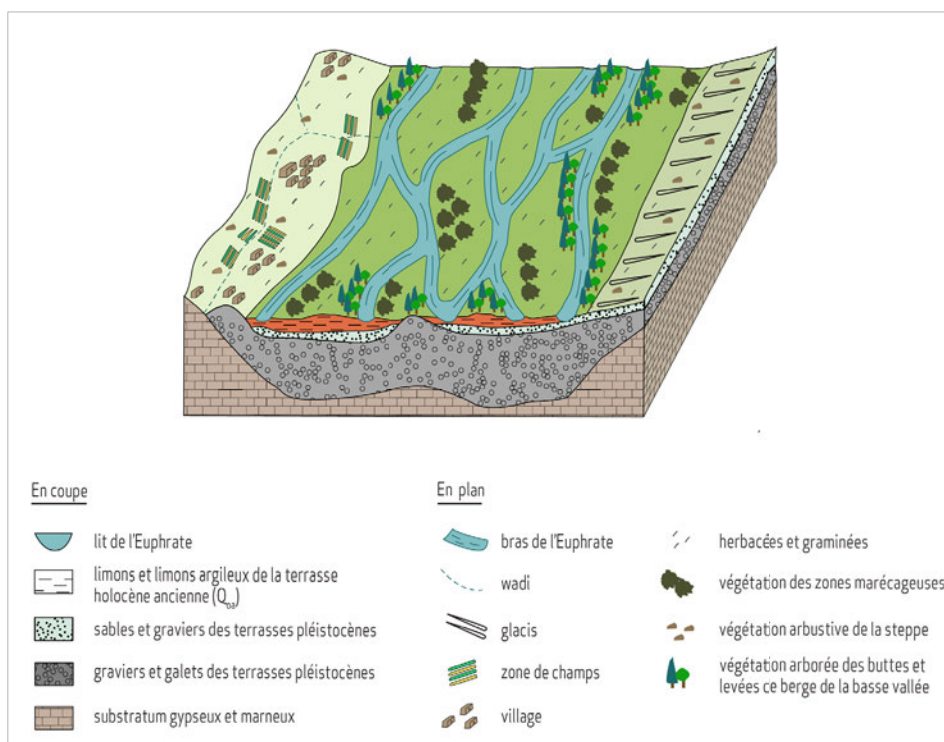 En coupe
lit de l'Euphrate
limons et limons argileux de la terrasse
holocène ancienne (Qoa)
sables et graviers des terrasses pléistocènes
graviers et galets des terrasses pléistocènes
substratum gypseux et marneux
En plan
bras de l'Euphrate
wadi
glacis
zone de champs
village
herbacées et graminées
végétation des zones marécageuses
végétation arbustive de la steppe
végétation arborée des buttes et
levées ce berge de la basse vallée